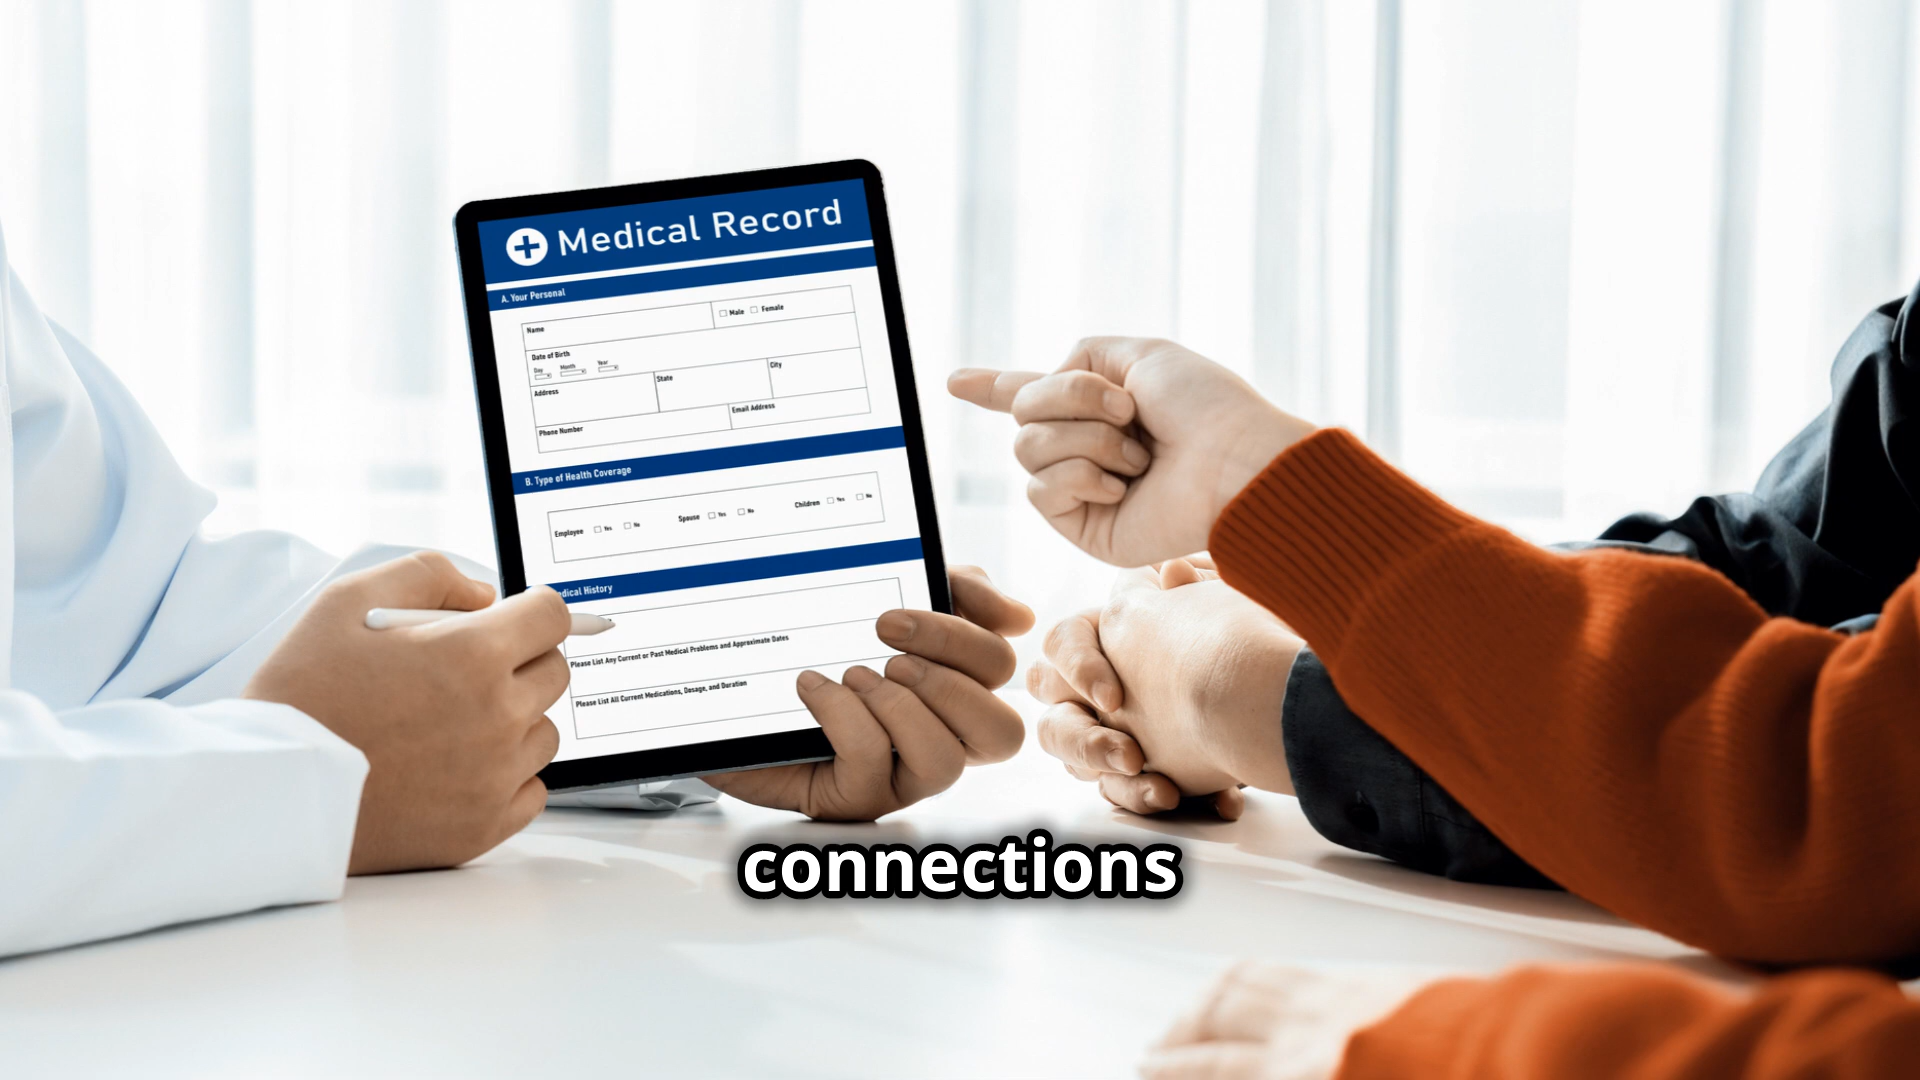 Medical Record
A. Your Personal
Name
Male Female
Date of Birth
Day Month Year
Address
State
City
Phone Number
Email Address
B. Type of Health Coverage
Employee Yes No Spouse Yes No Children Yes No
dical History
Please List Any Current or Past Medical Problems and Approximate Dates
Please List All Current Medications, Dosage, and Duration
connections